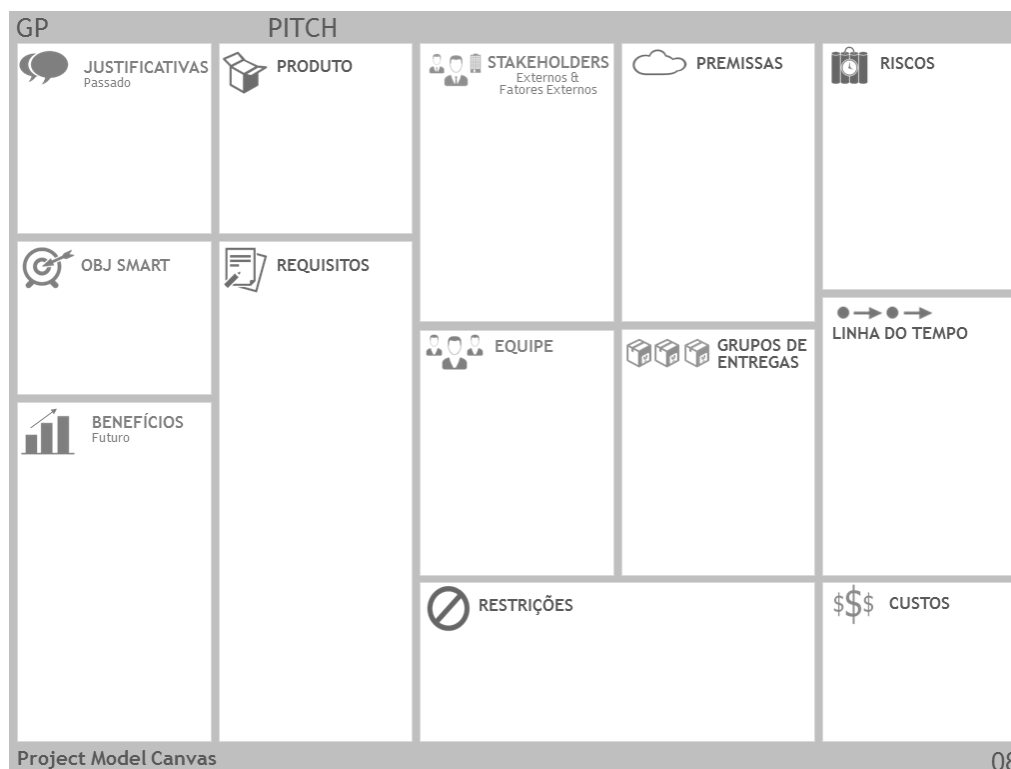 GP
PITCH
JUSTIFICATIVAS
Passado
PRODUTO
STAKEHOLDERS
Externos &
Fatores Externos
PREMISSAS
RISCOS
OBJ SMART
REQUISITOS
LINHA DO TEMPO
EQUIPE
GRUPOS DE
ENTREGAS
BENEFÍCIOS
Futuro
RESTRIÇÕES
$$$ CUSTOS
Project Model Canvas
08